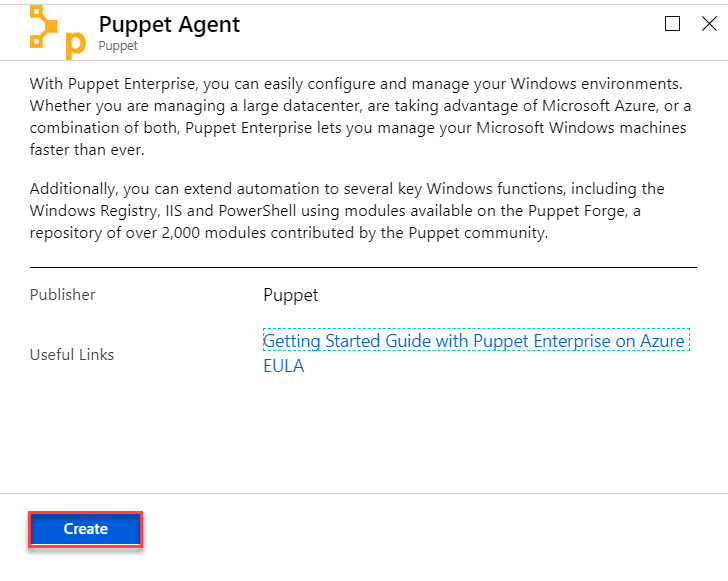 Puppet Agent
Puppet
With Puppet Enterprise, you can easily configure and manage your Windows environments.
Whether you are managing a large datacenter, are taking advantage of Microsoft Azure, or a
combination of both, Puppet Enterprise lets you manage your Microsoft Windows machines
faster than ever.
Additionally, you can extend automation to several key Windows functions, including the
Windows Registry, IIS and PowerShell using modules available on the Puppet Forge, a
repository of over 2,000 modules contributed by the Puppet community.
Publisher Puppet
Useful Links Getting Started Guide with Puppet Enterprise on Azure
EULA
Create